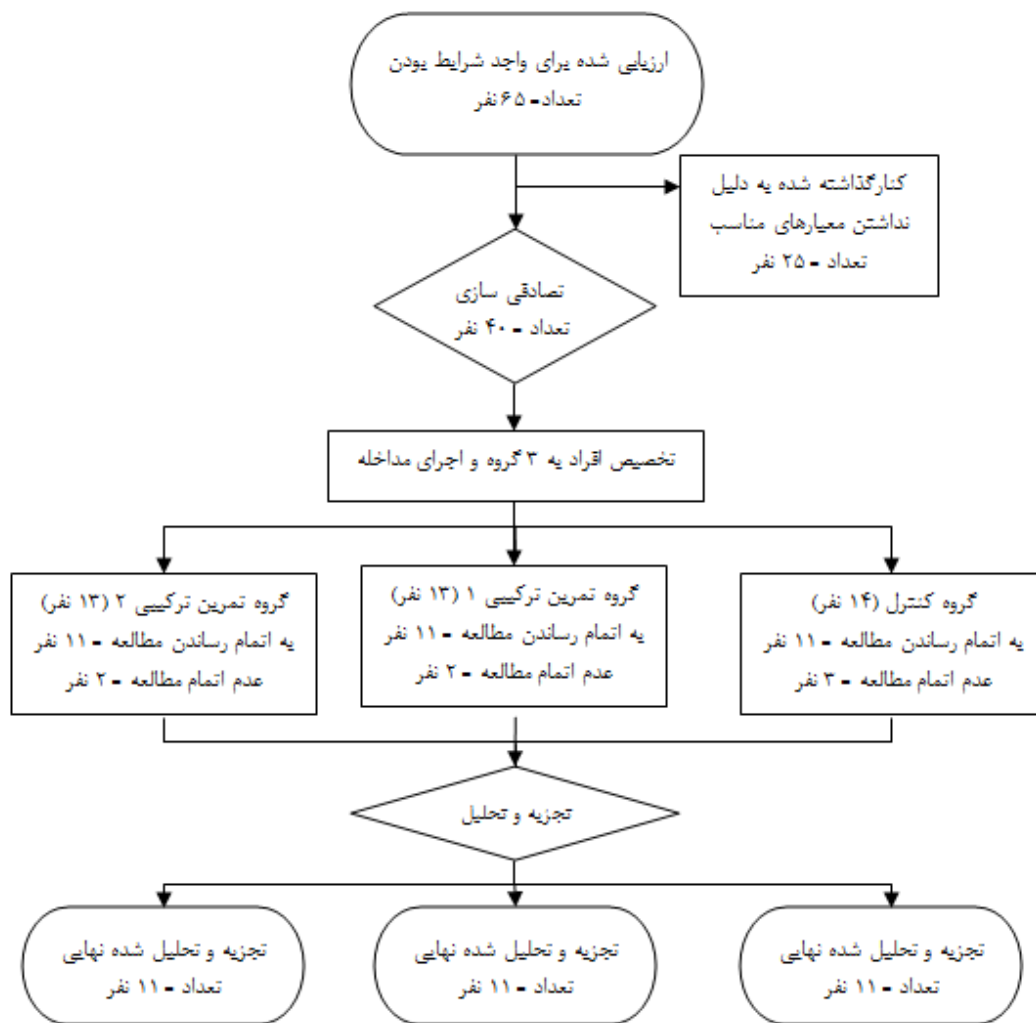 ارزیابی شده برای واجد شرایط بودن
تعداد= ۶۵ نفر
کنارگذاشته شده به دلیل
نداشتن معیارهای مناسب
تعداد = ۲۵ نفر
تصادفی سازی
تعداد = ۴۰ نفر
تخصیص افراد به ۳ گروه و اجرای مداخله
گروه کنترل (۱۴ نفر)
به اتمام رساندن مطالعه = ۱۱ نفر
عدم اتمام مطالعه = ۳ نفر
گروه تمرین ترکیبی ۱ (۱۳ نفر)
به اتمام رساندن مطالعه = ۱۱ نفر
عدم اتمام مطالعه = ۲ نفر
گروه تمرین ترکیبی ۲ (۱۳ نفر)
به اتمام رساندن مطالعه = ۱۱ نفر
عدم اتمام مطالعه = ۲ نفر
تجزیه و تحلیل
تجزیه و تحلیل شده نهایی
تعداد = ۱۱ نفر
تجزیه و تحلیل شده نهایی
تعداد = ۱۱ نفر
تجزیه و تحلیل شده نهایی
تعداد = ۱۱ نفر